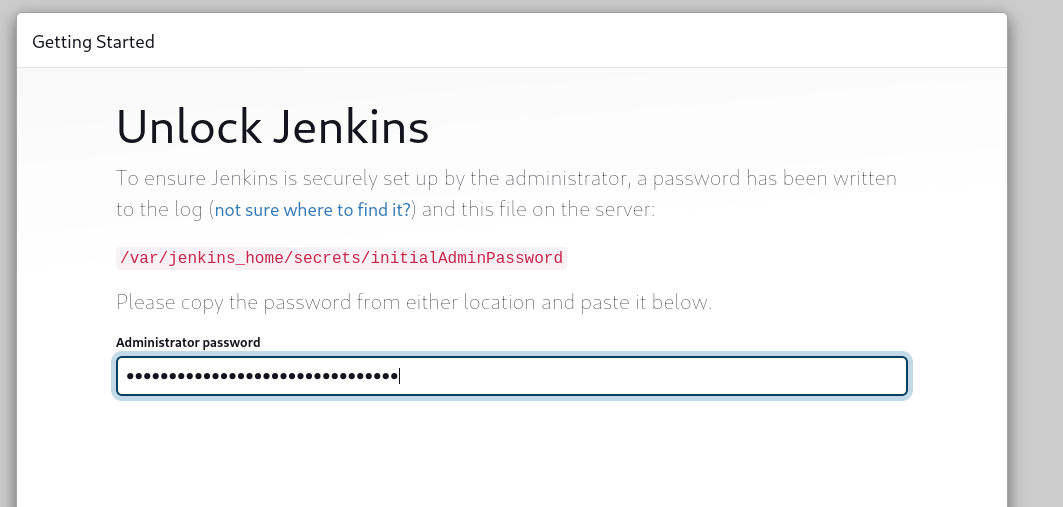 Getting Started
Unlock Jenkins
To ensure Jenkins is securely set up by the administrator, a password has been written
to the log (not sure where to find it?) and this file on the server:
/var/jenkins_home/secrets/initialAdminPassword
Please copy the password from either location and paste it below.
Administrator password
••••••••••••••••••••••••••••••••